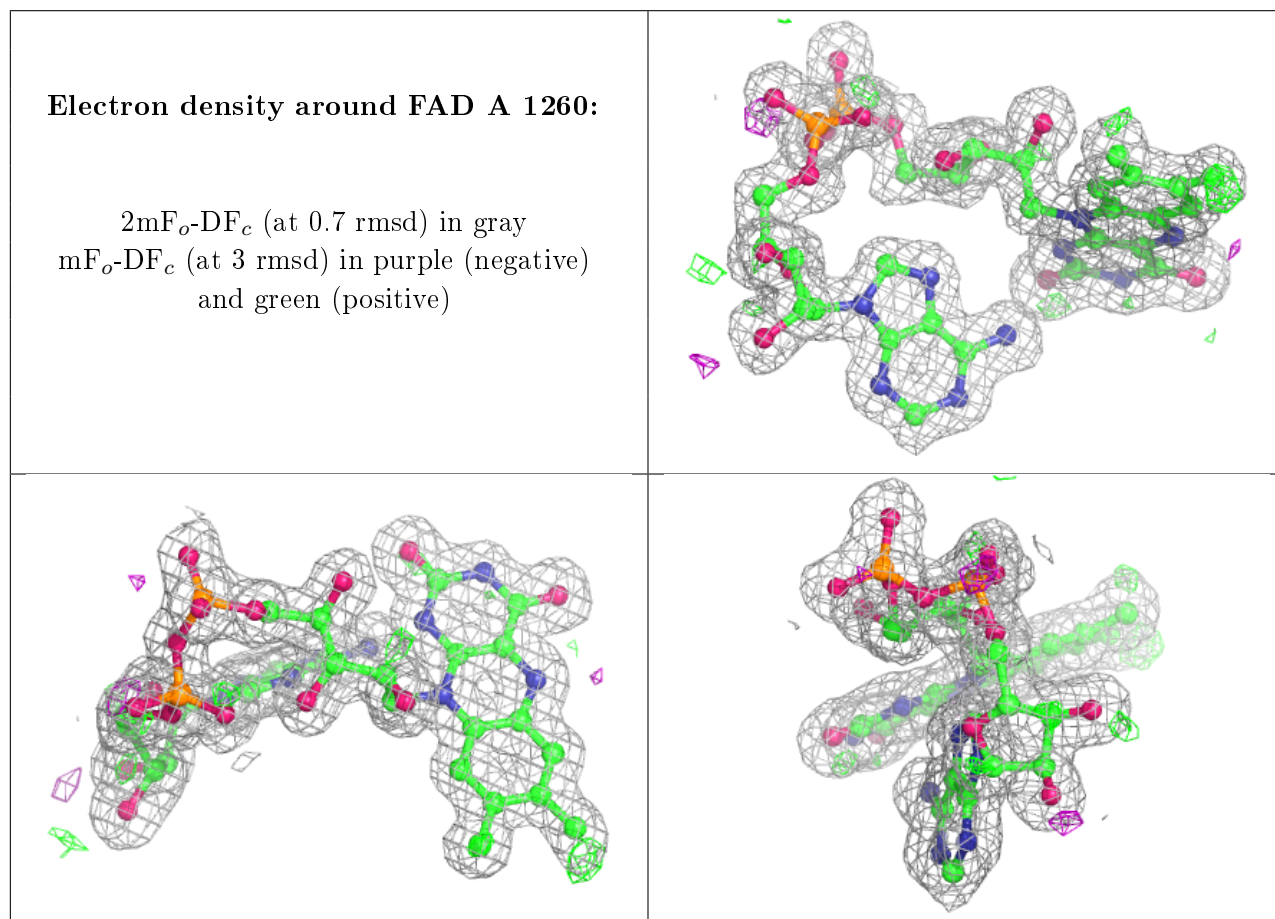 Electron density around FAD A 1260:
2mFₒ-DF𝒸 (at 0.7 rmsd) in gray
mFₒ-DF𝒸 (at 3 rmsd) in purple (negative)
and green (positive)